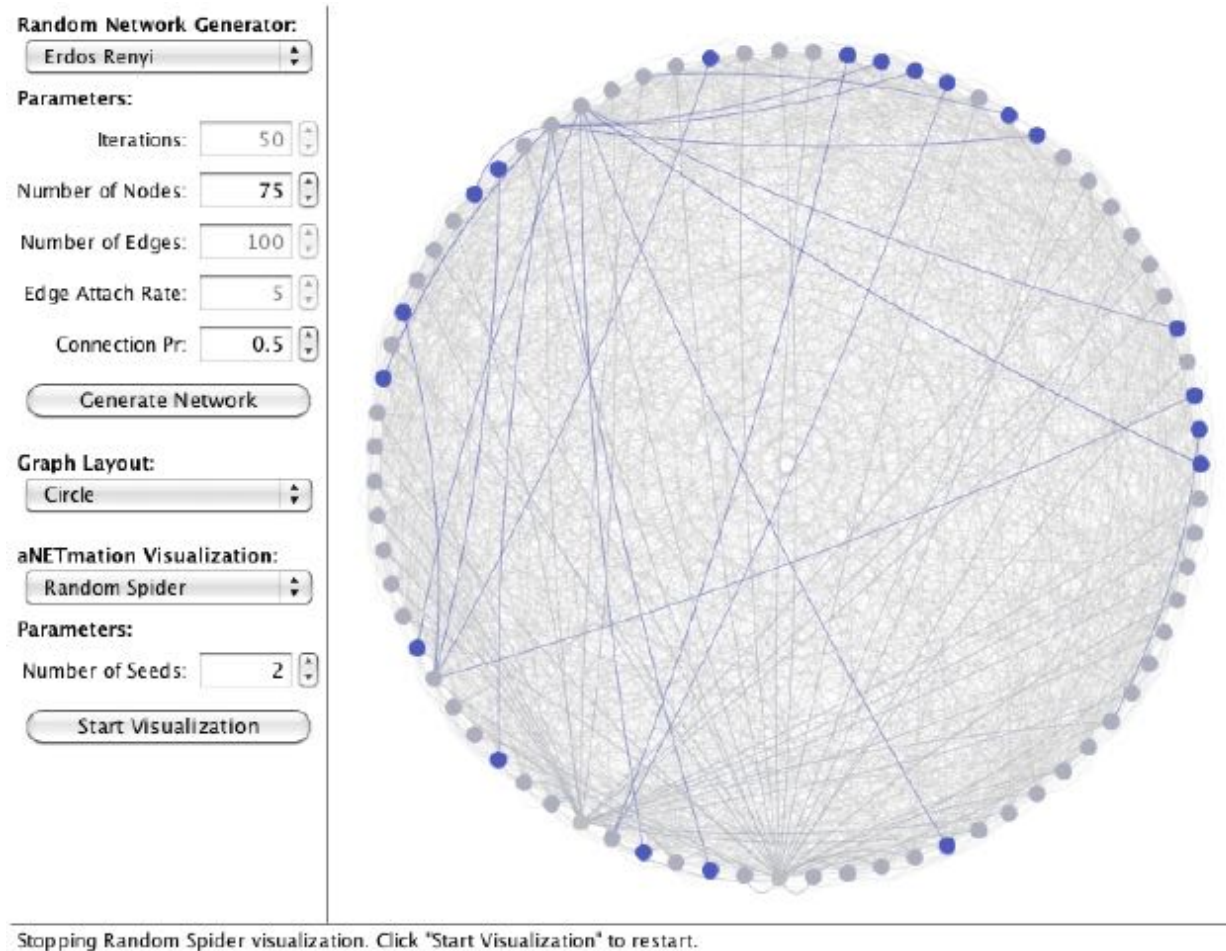 Random Network Generator:
Erdos Renyi
Parameters:
Iterations: 50
Number of Nodes: 75
Number of Edges: 100
Edge Attach Rate: 5
Connection Pr: 0.5
Generate Network
Graph Layout:
Circle
aNETmation Visualization:
Random Spider
Parameters:
Number of Seeds: 2
Start Visualization
Stopping Random Spider visualization. Click "Start Visualization" to restart.